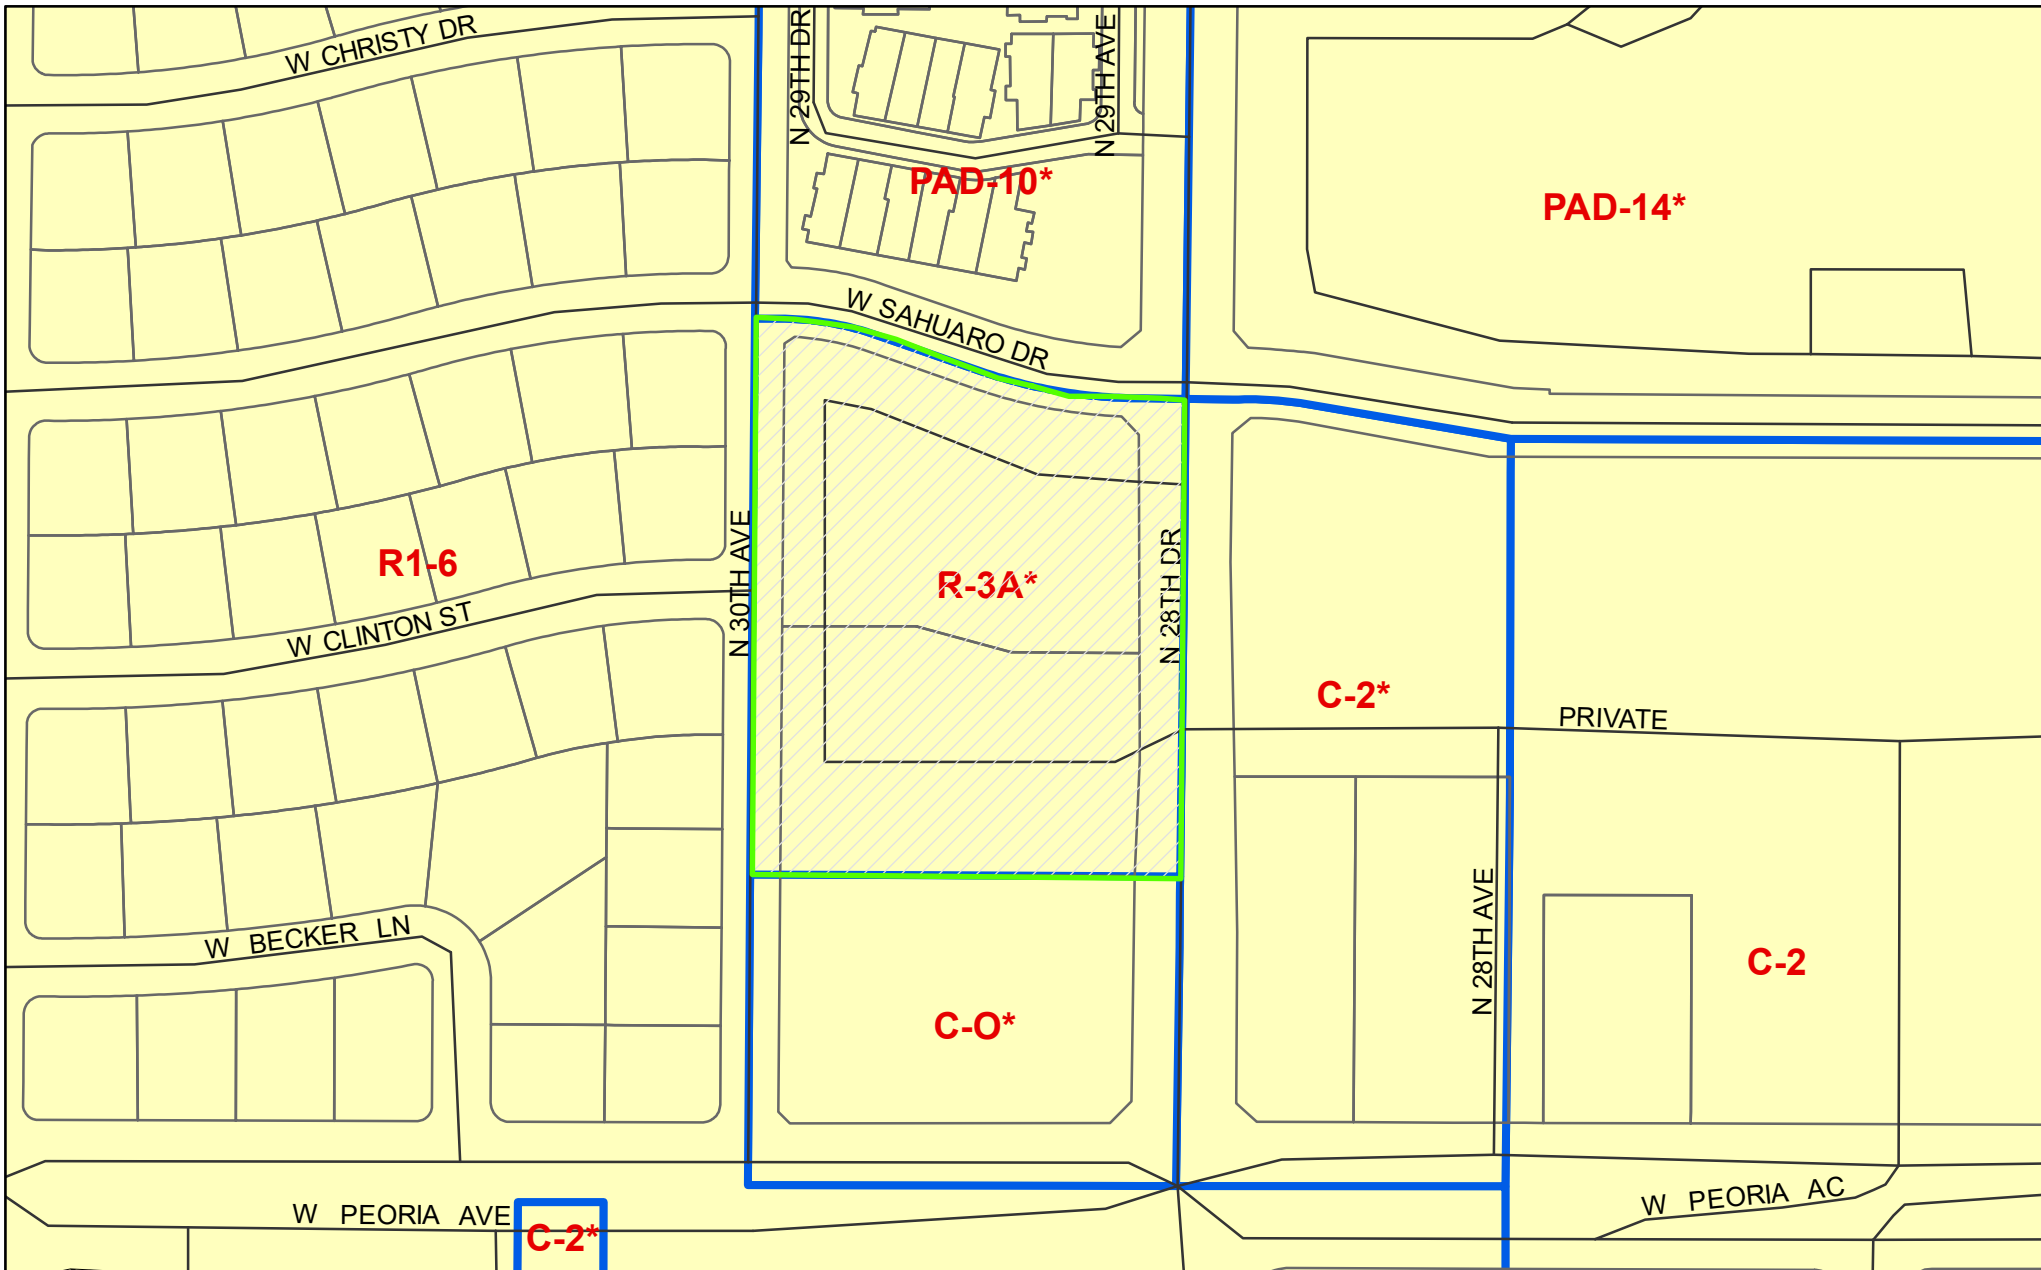 W CHRISTY DR
N 29TH DR
N 29TH AVE
PAD-10*
PAD-14*
W SAHUARO DR
R1-6
N 30TH AVE
R-3A*
N 28TH DR
W CLINTON ST
C-2*
PRIVATE
W BECKER LN
N 28TH AVE
C-2
C-O*
W PEORIA AVE
C-2*
W PEORIA AC